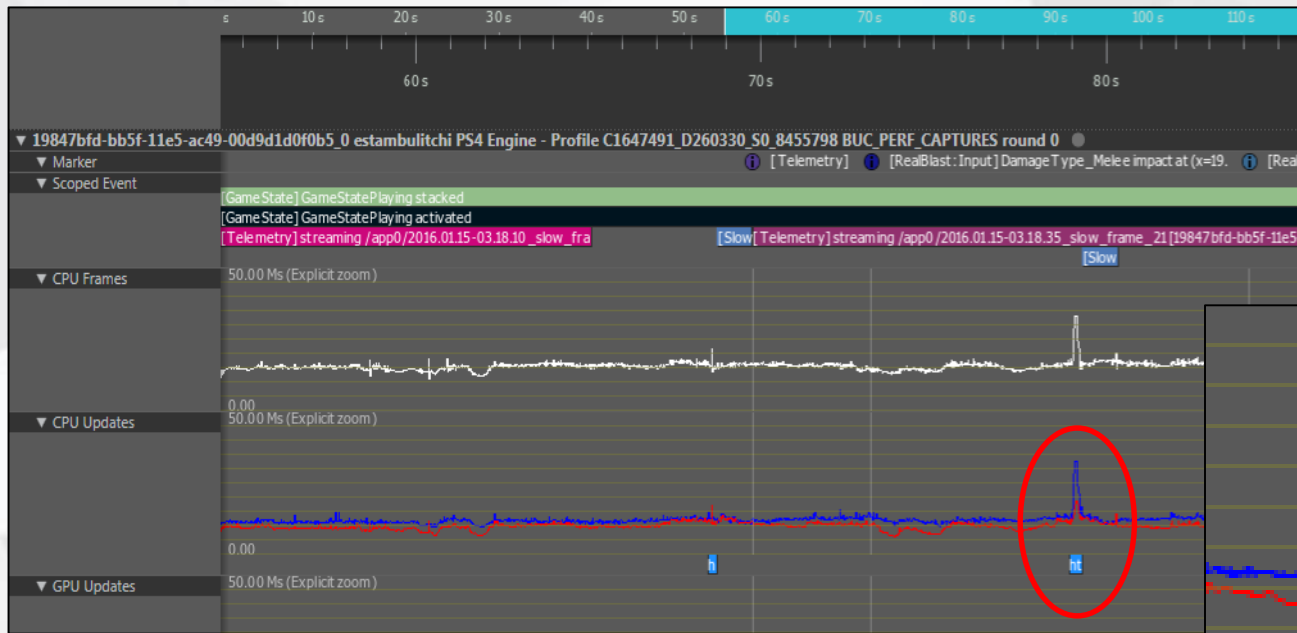 s 10 s 20 s 30 s 40 s 50 s 60 s 70 s 80 s 90 s 100 s 110 s
60 s 70 s 80 s
19847bfd-bb5f-11e5-ac49-00d9d1d0f0b5_0 estambulitchi PS4 Engine - Profile C1647491_D260330_S0_8455798 BUC_PERF_CAPTURES round 0
Marker
[Telemetry] [RealBlast:Input] DamageType_Melee impact at (x=19. [Rea
Scoped Event
[GameState] GameStatePlaying stacked
[GameState] GameStatePlaying activated
[Telemetry] streaming /app0/2016.01.15-03.18.10_slow_fra [Slow [Telemetry] streaming /app0/2016.01.15-03.18.35_slow_frame_21[19847bfd-bb5f-11e5
[Slow
CPU Frames
50.00 Ms (Explicit zoom)
0.00
CPU Updates
50.00 Ms (Explicit zoom)
0.00
h ht
GPU Updates
50.00 Ms (Explicit zoom)